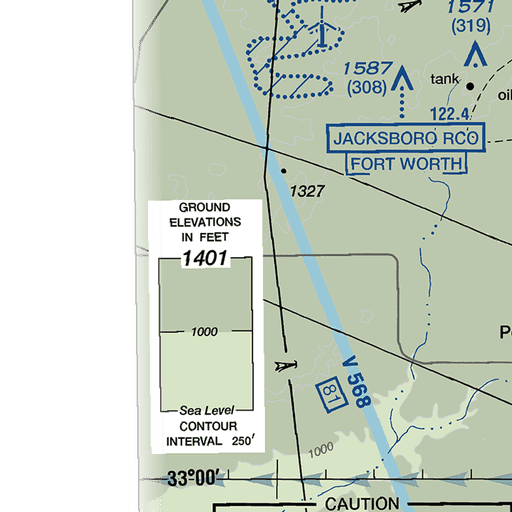 1571
(319)
1587
(308)
tank
oil
122.4
JACKSBORO RCO
FORT WORTH
1327
GROUND
ELEVATIONS
IN FEET
1401
1000
Sea Level
CONTOUR
INTERVAL 250′
V 568
81
1000
33°00′
CAUTION